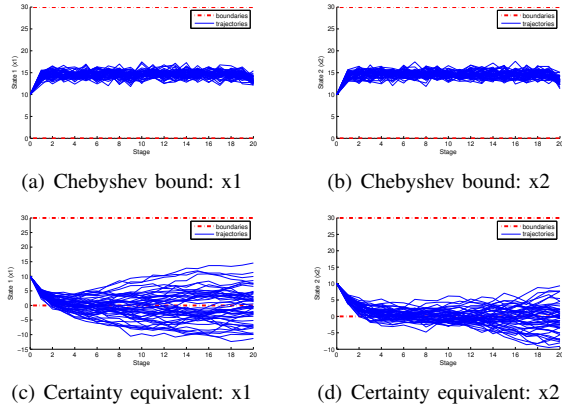 30
25
20
15
10
5
0
State 1 (x1)
0 2 4 6 8 10 12 14 16 18 20
Stage
boundaries
trajectories
(a) Chebyshev bound: x1
30
25
20
15
10
5
0
State 2 (x2)
0 2 4 6 8 10 12 14 16 18 20
Stage
boundaries
trajectories
(b) Chebyshev bound: x2
30
25
20
15
10
5
0
−5
−10
−15
State 1 (x1)
0 2 4 6 8 10 12 14 16 18 20
Stage
boundaries
trajectories
(c) Certainty equivalent: x1
30
25
20
15
10
5
0
−5
−10
State 2 (x2)
0 2 4 6 8 10 12 14 16 18 20
Stage
boundaries
trajectories
(d) Certainty equivalent: x2